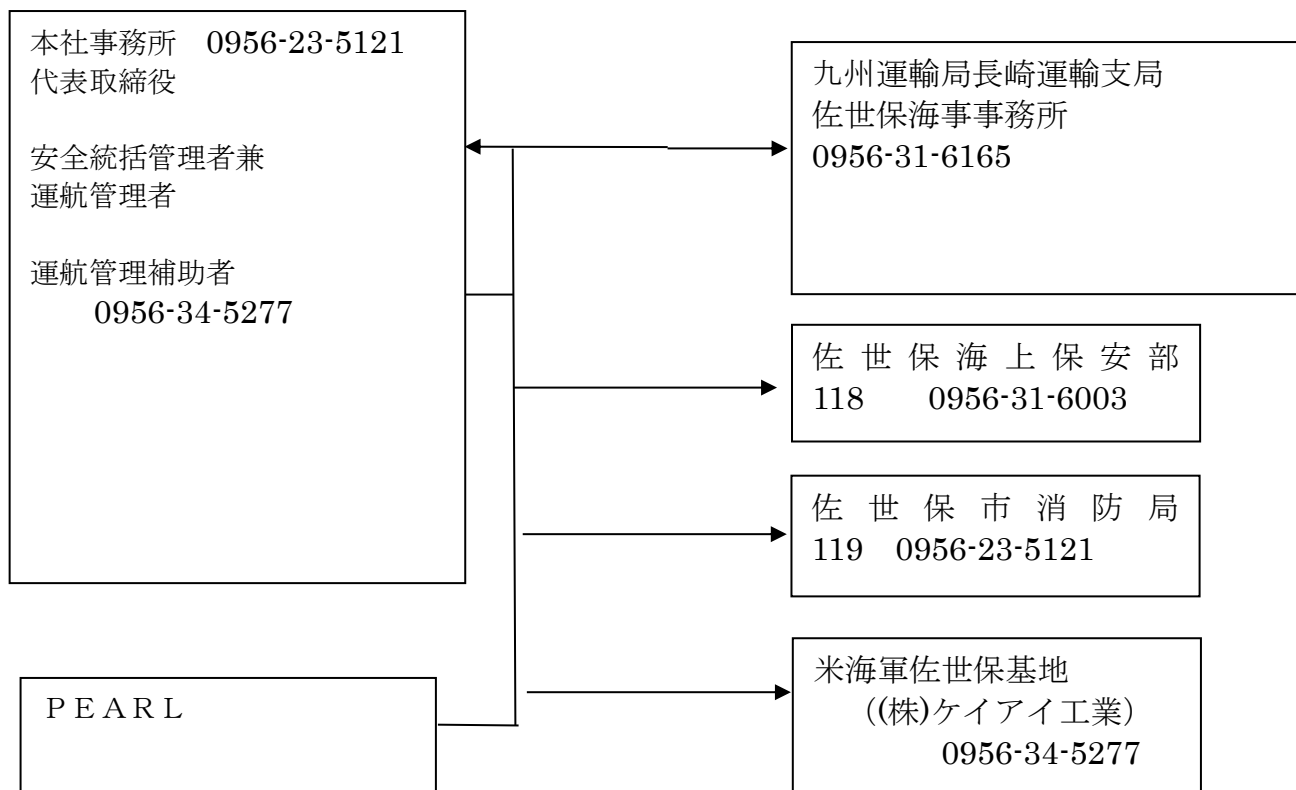 本社事務所　0956-23-5121
代表取締役
安全統括管理者兼
運航管理者
運航管理補助者
0956-34-5277
ＰＥＡＲＬ
九州運輸局長崎運輸支局
佐世保海事事務所
0956-31-6165
佐世保海上保安部
118　0956-31-6003
佐世保市消防局
119　0956-23-5121
米海軍佐世保基地
（(株)ケイアイ工業）
0956-34-5277